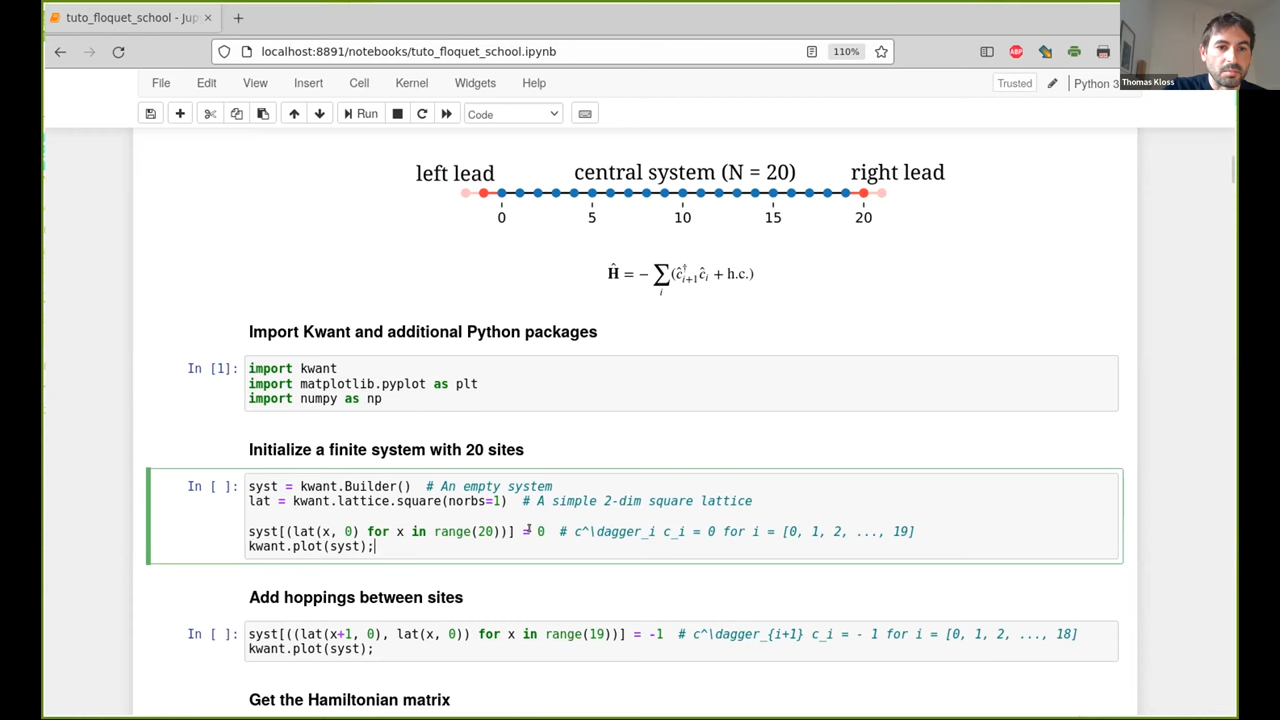 tuto_floquet_school - Jup
localhost:8891/notebooks/tuto_floquet_school.ipynb
110%
ABP
Thomas Kloss
File Edit View Insert Cell Kernel Widgets Help
Trusted
Python 3
Run
Code
left lead central system (N = 20) right lead
0 5 10 15 20
Ĥ = − ∑ᵢ (ĉ†ᵢ₊₁ ĉᵢ + h.c.)
Import Kwant and additional Python packages
In [1]:
import kwant
import matplotlib.pyplot as plt
import numpy as np
Initialize a finite system with 20 sites
In [ ]:
syst = kwant.Builder()  # An empty system
lat = kwant.lattice.square(norbs=1)  # A simple 2-dim square lattice
syst[(lat(x, 0) for x in range(20))] = 0  # c^\dagger_i c_i = 0 for i = [0, 1, 2, ..., 19]
kwant.plot(syst);
Add hoppings between sites
In [ ]:
syst[((lat(x+1, 0), lat(x, 0)) for x in range(19))] = -1  # c^\dagger_{i+1} c_i = - 1 for i = [0, 1, 2, ..., 18]
kwant.plot(syst);
Get the Hamiltonian matrix